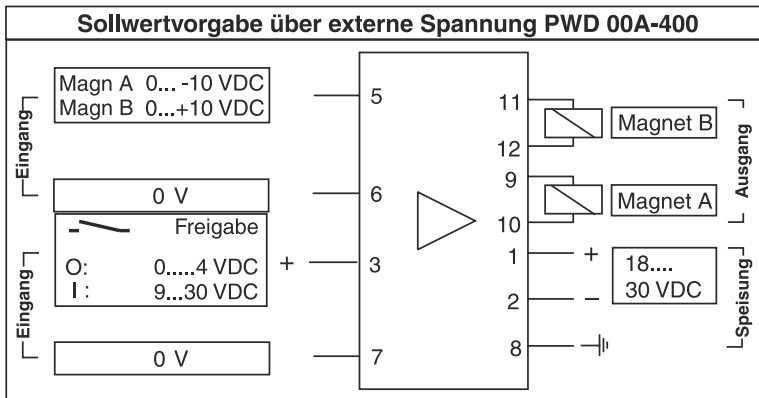 Sollwertvorgabe über externe Spannung PWD 00A-400
Eingang
Magn A 0... -10 VDC
Magn B 0...+10 VDC
5
0 V
6
Eingang
Freigabe
O: 0.....4 VDC
I : 9...30 VDC
+
3
0 V
7
11
12
Magnet B
9
10
Magnet A
Ausgang
1
+
2
–
18....
30 VDC
8
Speisung